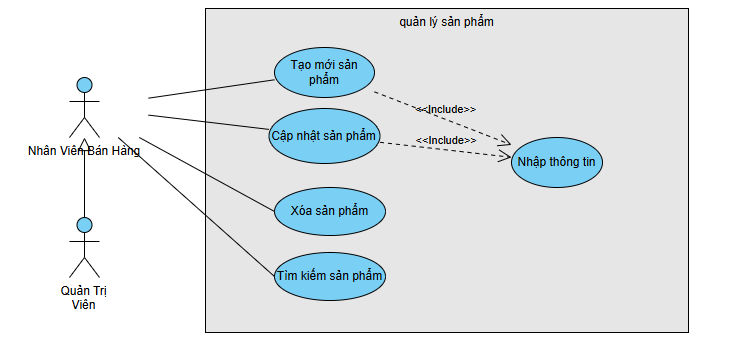 quản lý sản phẩm
Tạo mới sản
phẩm
<<Include>>
Cập nhật sản phẩm
<<Include>>
Nhân Viên Bán Hàng
Nhập thông tin
Xóa sản phẩm
Tìm kiếm sản phẩm
Quản Trị
Viên